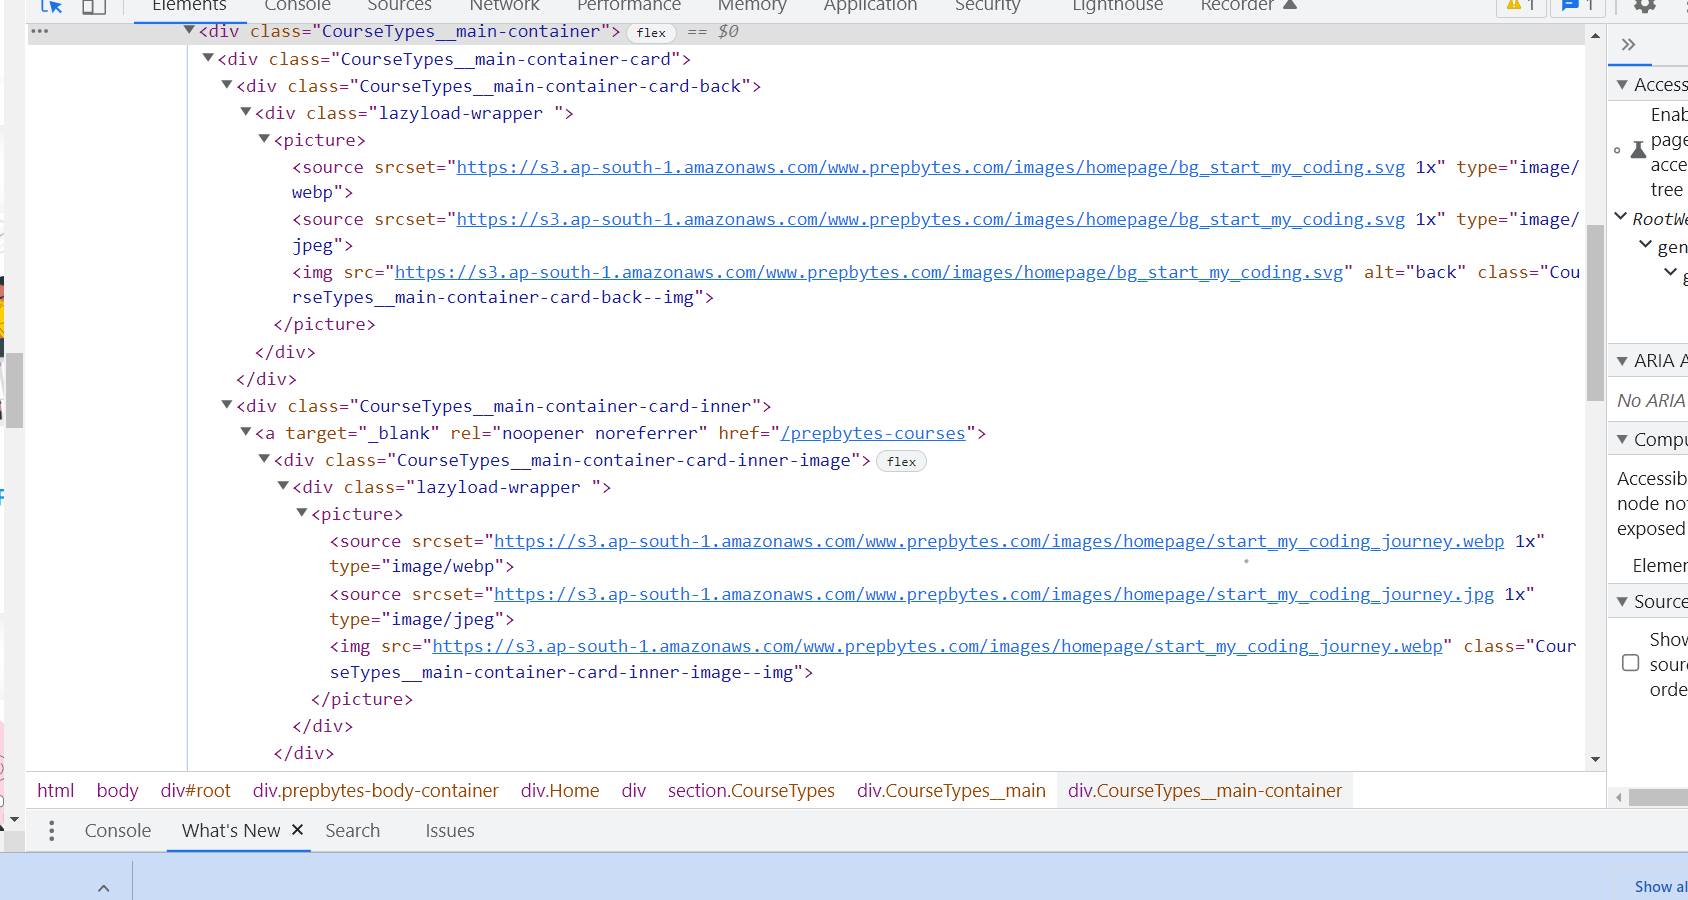 Elements Console Sources Network Performance Memory Application Security Lighthouse Recorder 1 1
<div class="CourseTypes__main-container"> flex == $0
<div class="CourseTypes__main-container-card">
<div class="CourseTypes__main-container-card-back">
<div class="lazyload-wrapper ">
<picture>
<source srcset="https://s3.ap-south-1.amazonaws.com/www.prepbytes.com/images/homepage/bg_start_my_coding.svg 1x" type="image/
webp">
<source srcset="https://s3.ap-south-1.amazonaws.com/www.prepbytes.com/images/homepage/bg_start_my_coding.svg 1x" type="image/
jpeg">
<img src="https://s3.ap-south-1.amazonaws.com/www.prepbytes.com/images/homepage/bg_start_my_coding.svg" alt="back" class="Cou
rseTypes__main-container-card-back--img">
</picture>
</div>
</div>
<div class="CourseTypes__main-container-card-inner">
<a target="_blank" rel="noopener noreferrer" href="/prepbytes-courses">
<div class="CourseTypes__main-container-card-inner-image"> flex
<div class="lazyload-wrapper ">
<picture>
<source srcset="https://s3.ap-south-1.amazonaws.com/www.prepbytes.com/images/homepage/start_my_coding_journey.webp 1x"
type="image/webp">
<source srcset="https://s3.ap-south-1.amazonaws.com/www.prepbytes.com/images/homepage/start_my_coding_journey.jpg 1x"
type="image/jpeg">
<img src="https://s3.ap-south-1.amazonaws.com/www.prepbytes.com/images/homepage/start_my_coding_journey.webp" class="Cour
seTypes__main-container-card-inner-image--img">
</picture>
</div>
</div>
html body div#root div.prepbytes-body-container div.Home div section.CourseTypes div.CourseTypes__main div.CourseTypes__main-container
Console What's New Search Issues
Access
Enab
page
acce
tree
RootWe
gen
g
ARIA A
No ARIA
Compu
Accessib
node not
exposed
Elemen
Source
Show
sour
orde
Show al